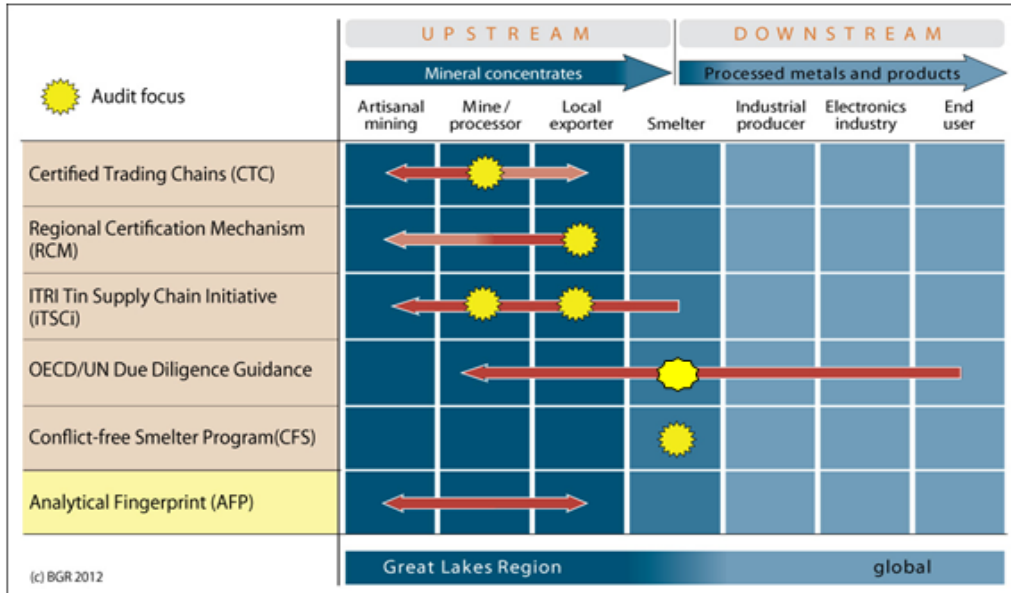 UPSTREAM
DOWNSTREAM
Mineral concentrates
Processed metals and products
Audit focus
Artisanal
mining
Mine/
processor
Local
exporter
Smelter
Industrial
producer
Electronics
industry
End
user
Certified Trading Chains (CTC)
Regional Certification Mechanism
(RCM)
ITRI Tin Supply Chain Initiative
(iTSCi)
OECD/UN Due Diligence Guidance
Conflict-free Smelter Program(CFS)
Analytical Fingerprint (AFP)
(c) BGR 2012
Great Lakes Region
global